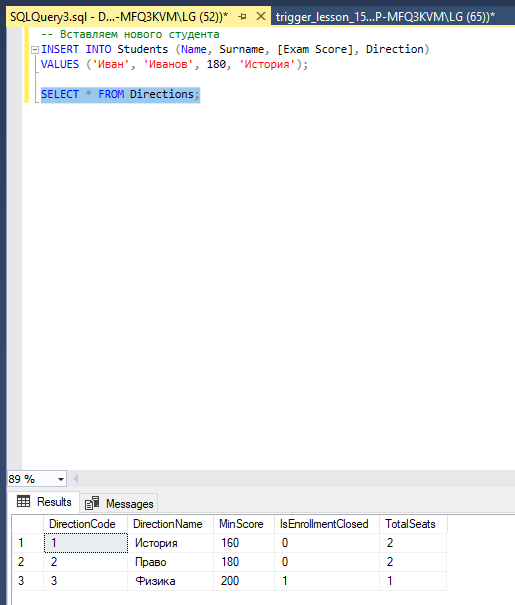 SQLQuery3.sql - D...-MFQ3KVM\LG (52))* trigger_lesson_15...P-MFQ3KVM\LG (65))*
-- Вставляем нового студента
INSERT INTO Students (Name, Surname, [Exam Score], Direction)
VALUES ('Иван', 'Иванов', 180, 'История');
SELECT * FROM Directions;
89 %
Results Messages
DirectionCode DirectionName MinScore IsEnrollmentClosed TotalSeats
1 1 История 160 0 2
2 2 Право 180 0 2
3 3 Физика 200 1 1